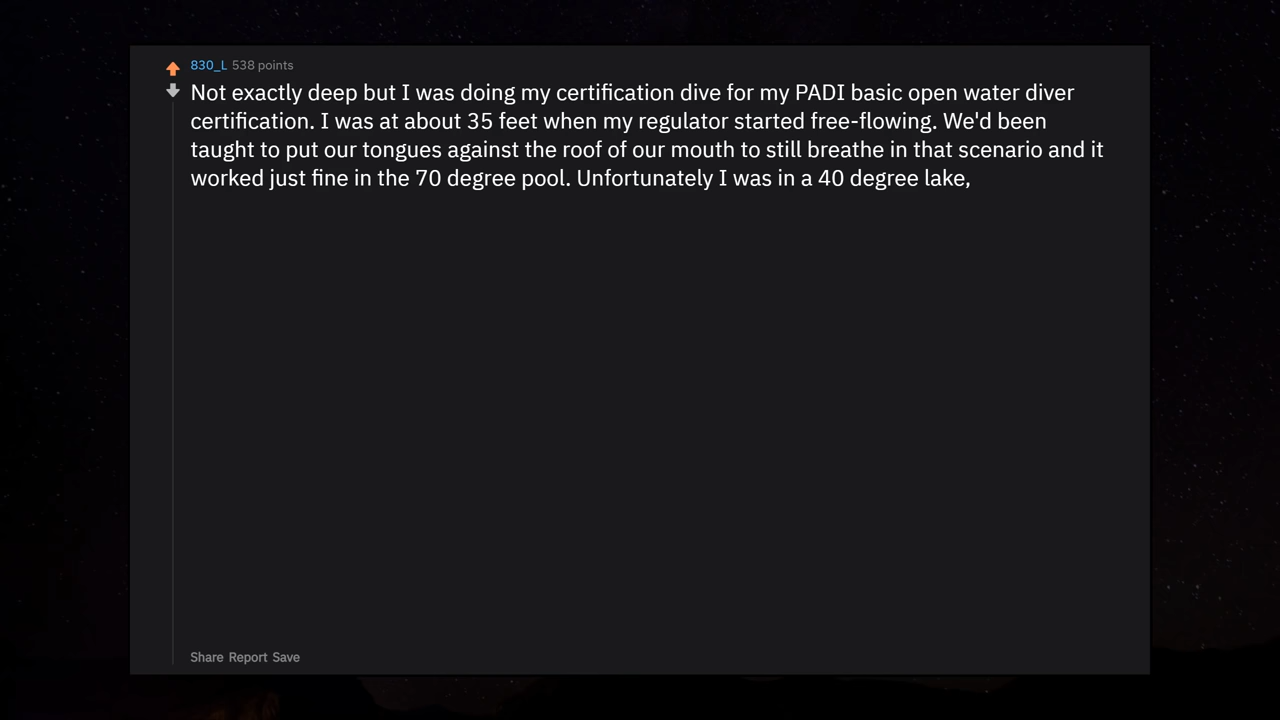 830_L 538 points
Not exactly deep but I was doing my certification dive for my PADI basic open water diver
certification. I was at about 35 feet when my regulator started free-flowing. We'd been
taught to put our tongues against the roof of our mouth to still breathe in that scenario and it
worked just fine in the 70 degree pool. Unfortunately I was in a 40 degree lake,
Share Report Save